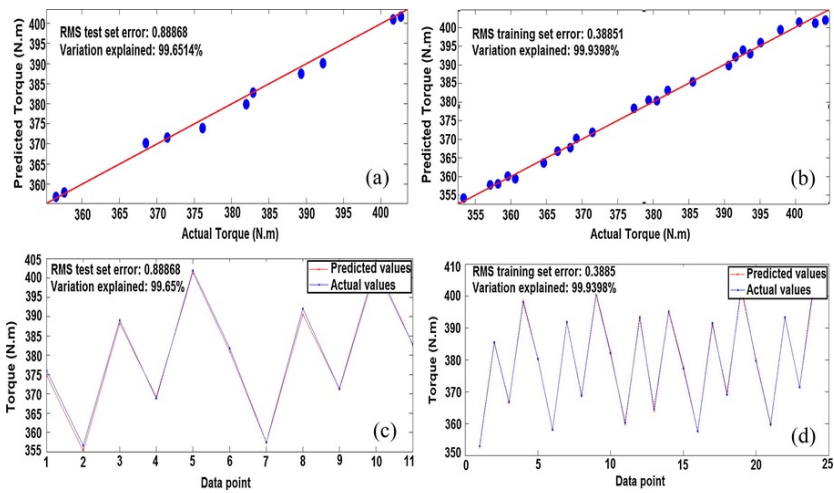 RMS test set error: 0.88868
Variation explained: 99.6514%
Predicted Torque (N.m)
400
390
380
370
360
(a)
360 365 370 375 380 385 390 395 400
Actual Torque (N.m)
RMS training set error: 0.38851
Variation explained: 99.9398%
Predicted Torque (N.m)
400
395
390
385
380
375
370
365
360
355
(b)
355 360 365 370 375 380 385 390 395 400
Actual Torque (N.m)
RMS test set error: 0.88868
Variation explained: 99.65%
Predicted values
Actual values
Torque (N.m)
405
400
395
390
385
380
375
370
365
360
355
(c)
1 2 3 4 5 6 7 8 9 10 11
Data point
RMS training set error: 0.3885
Variation explained: 99.9398%
Predicted values
Actual values
Torque (N.m)
410
400
390
380
370
360
350
(d)
0 5 10 15 20 25
Data point